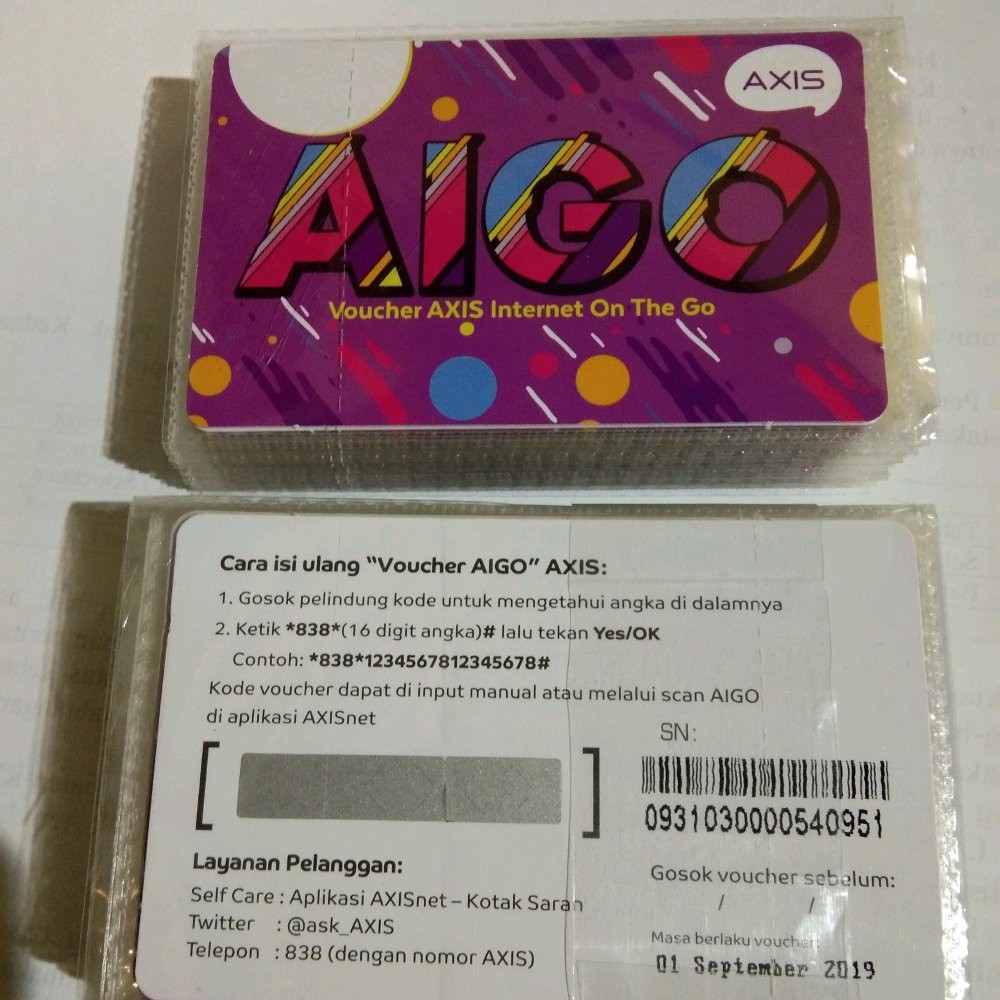 AXIS
AIGO
Voucher AXIS Internet On The Go
Cara isi ulang “Voucher AIGO” AXIS:
1. Gosok pelindung kode untuk mengetahui angka di dalamnya
2. Ketik *838*(16 digit angka)# lalu tekan Yes/OK
Contoh: *838*1234567812345678#
Kode voucher dapat di input manual atau melalui scan AIGO
di aplikasi AXISnet
SN:
0931030000540951
Layanan Pelanggan:
Self Care : Aplikasi AXISnet – Kotak Saran
Twitter : @ask_AXIS
Telepon : 838 (dengan nomor AXIS)
Gosok voucher sebelum:
/ /
Masa berlaku voucher:
01 September 2019